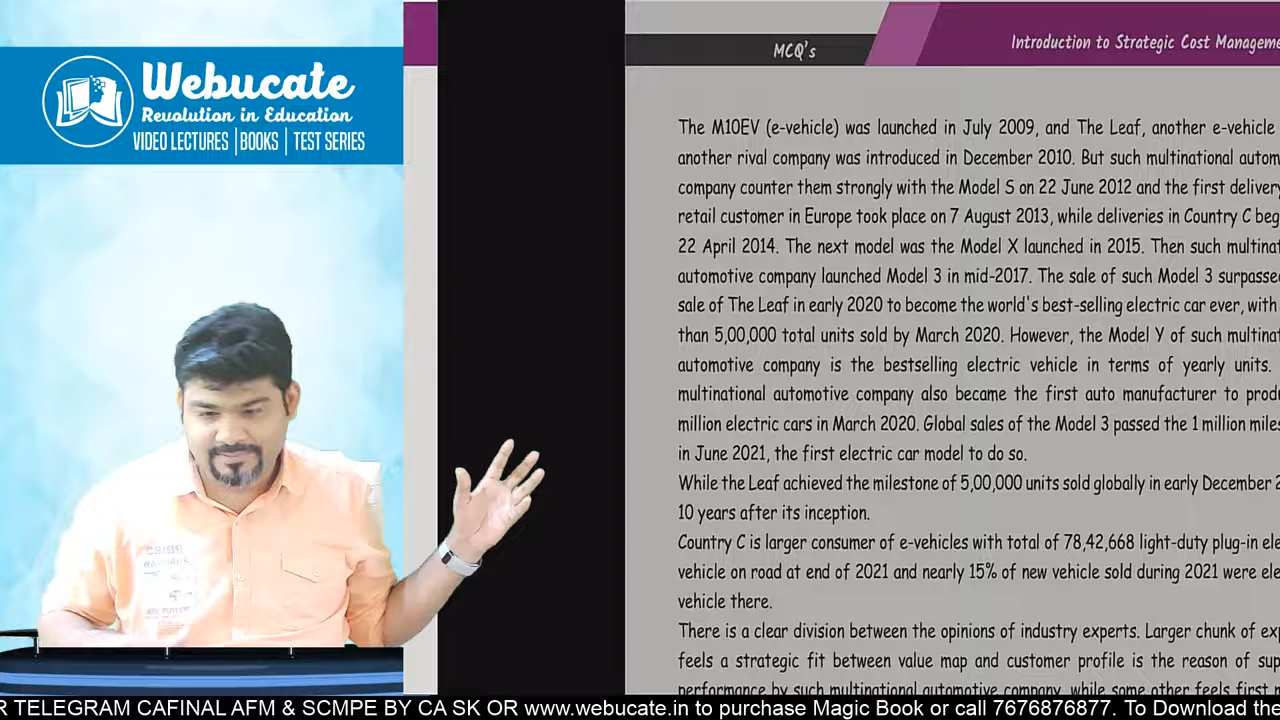 Webucate
Revolution in Education
VIDEO LECTURES | BOOKS | TEST SERIES
MCQ's
Introduction to Strategic Cost Manageme
The M10EV (e-vehicle) was launched in July 2009, and The Leaf, another e-vehicle
another rival company was introduced in December 2010. But such multinational autom
company counter them strongly with the Model S on 22 June 2012 and the first delivery
retail customer in Europe took place on 7 August 2013, while deliveries in Country C beg
22 April 2014. The next model was the Model X launched in 2015. Then such multinat
automotive company launched Model 3 in mid-2017. The sale of such Model 3 surpassed
sale of The Leaf in early 2020 to become the world's best-selling electric car ever, with
than 5,00,000 total units sold by March 2020. However, the Model Y of such multinat
automotive company is the bestselling electric vehicle in terms of yearly units.
multinational automotive company also became the first auto manufacturer to produ
million electric cars in March 2020. Global sales of the Model 3 passed the 1 million miles
in June 2021, the first electric car model to do so.
While the Leaf achieved the milestone of 5,00,000 units sold globally in early December 2
10 years after its inception.
Country C is larger consumer of e-vehicles with total of 78,42,668 light-duty plug-in ele
vehicle on road at end of 2021 and nearly 15% of new vehicle sold during 2021 were ele
vehicle there.
There is a clear division between the opinions of industry experts. Larger chunk of exp
feels a strategic fit between value map and customer profile is the reason of sup
performance by such multinational automotive company, while some other feels first
R TELEGRAM CAFINAL AFM & SCMPE BY CA SK OR www.webucate.in to purchase Magic Book or call 7676876877. To Download the